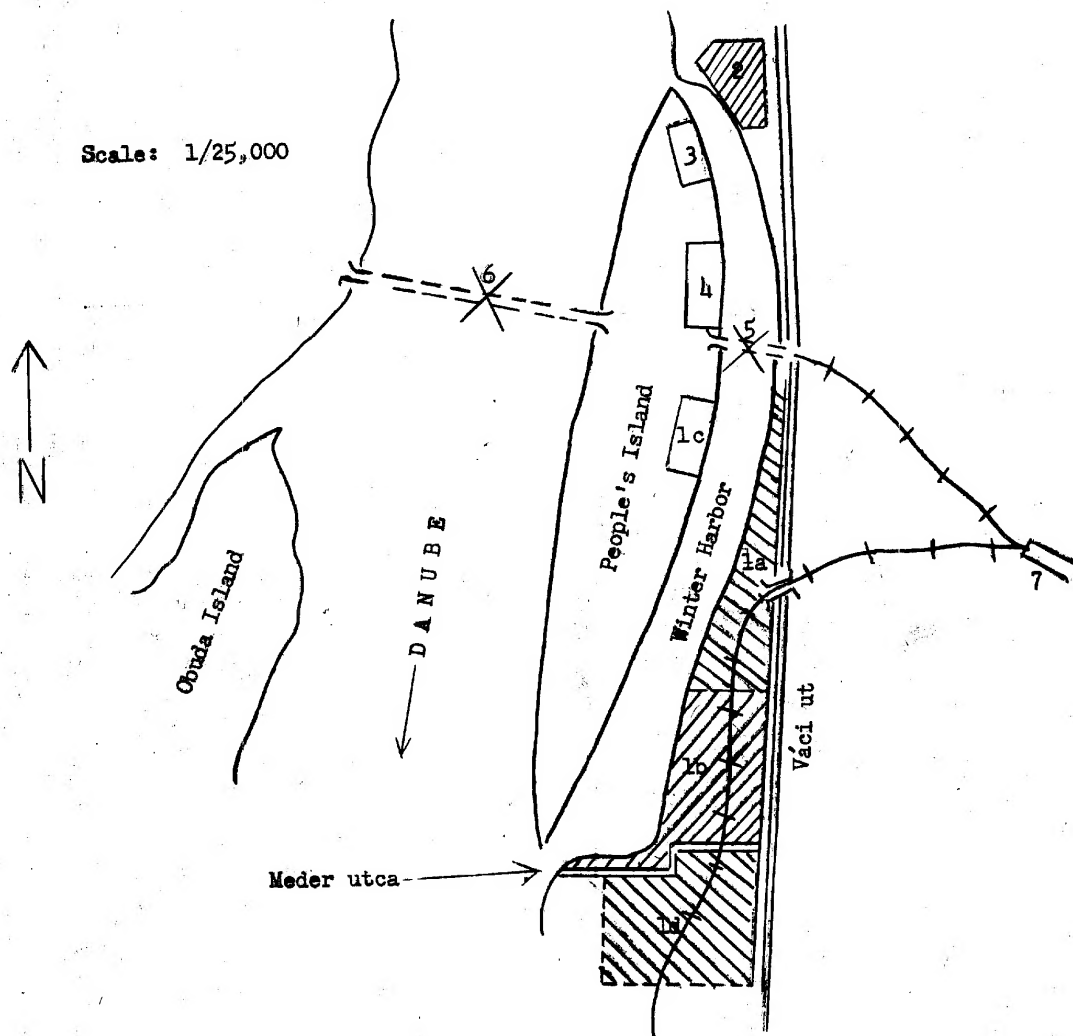 2
Scale: 1/25,000
3
6
4
5
1c
People's Island
N
Winter Harbor
1a
7
Obuda Island
DANUBE
Váci ut
1b
Meder utca
1d